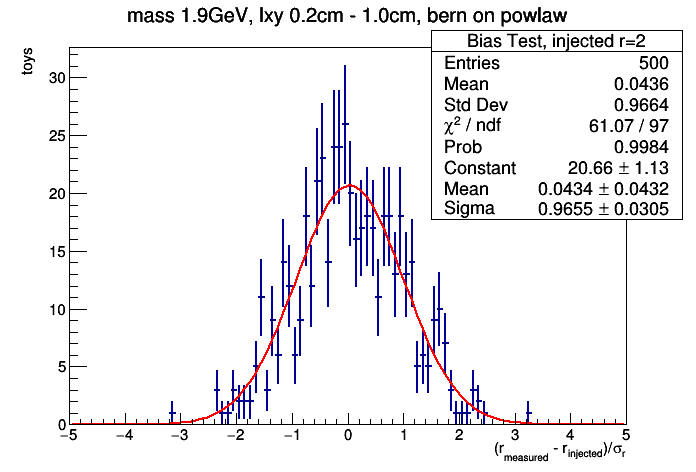 mass 1.9GeV, lxy 0.2cm - 1.0cm, bern on powlaw
Bias Test, injected r=2
Entries 500
Mean 0.0436
Std Dev 0.9664
χ² / ndf 61.07 / 97
Prob 0.9984
Constant 20.66 ± 1.13
Mean 0.0434 ± 0.0432
Sigma 0.9655 ± 0.0305
toys
30
25
20
15
10
5
0
−5 −4 −3 −2 −1 0 1 2 3 4 5
(r_measured - r_injected)/σ_r